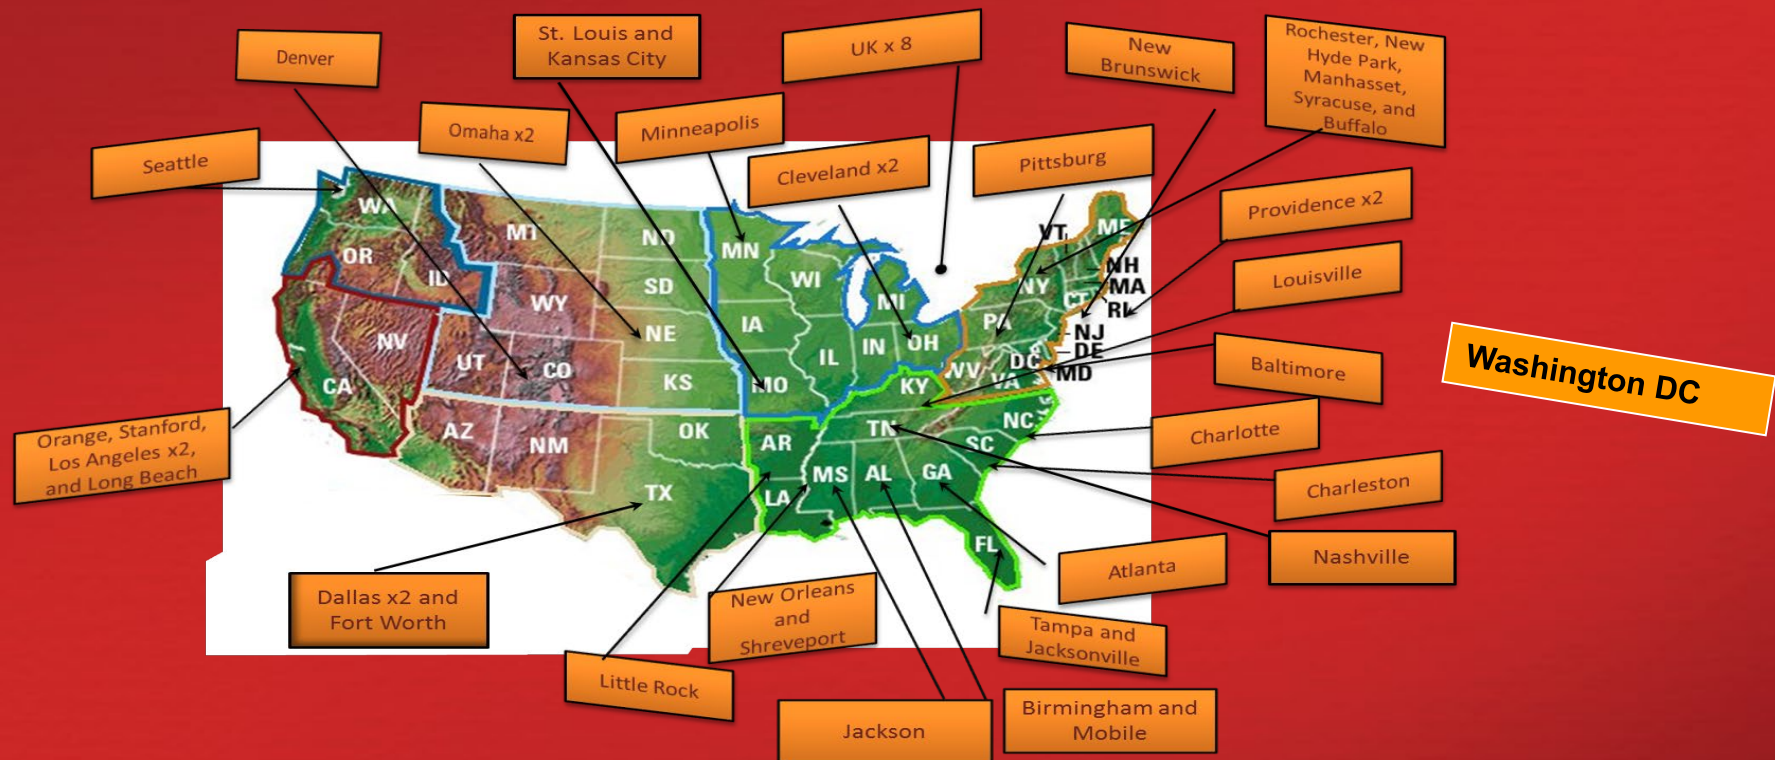 Denver
St. Louis and
Kansas City
UK x 8
New
Brunswick
Rochester, New
Hyde Park,
Manhasset,
Syracuse, and
Buffalo
Seattle
Omaha x2
Minneapolis
Cleveland x2
Pittsburg
Providence x2
Louisville
Baltimore
Washington DC
Charlotte
Charleston
Nashville
Atlanta
Tampa and
Jacksonville
Birmingham and
Mobile
Jackson
New Orleans
and
Shreveport
Little Rock
Dallas x2 and
Fort Worth
Orange, Stanford,
Los Angeles x2,
and Long Beach
WA
OR
ID
MT
ND
SD
WY
NE
NV
UT
CO
KS
CA
AZ
NM
OK
TX
MN
WI
MI
IA
IL
IN
OH
MO
KY
WV
VA
PA
NY
VT
ME
NH
MA
CT
RI
NJ
DE
DC
MD
NC
SC
TN
AR
MS
AL
GA
LA
FL